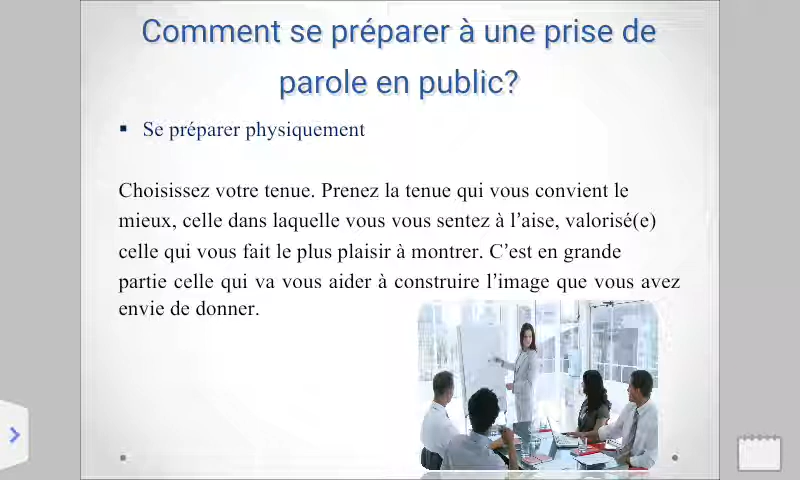 Comment se préparer à une prise de
parole en public?
▪ Se préparer physiquement
Choisissez votre tenue. Prenez la tenue qui vous convient le
mieux, celle dans laquelle vous vous sentez à l’aise, valorisé(e)
celle qui vous fait le plus plaisir à montrer. C’est en grande
partie celle qui va vous aider à construire l’image que vous avez
envie de donner.